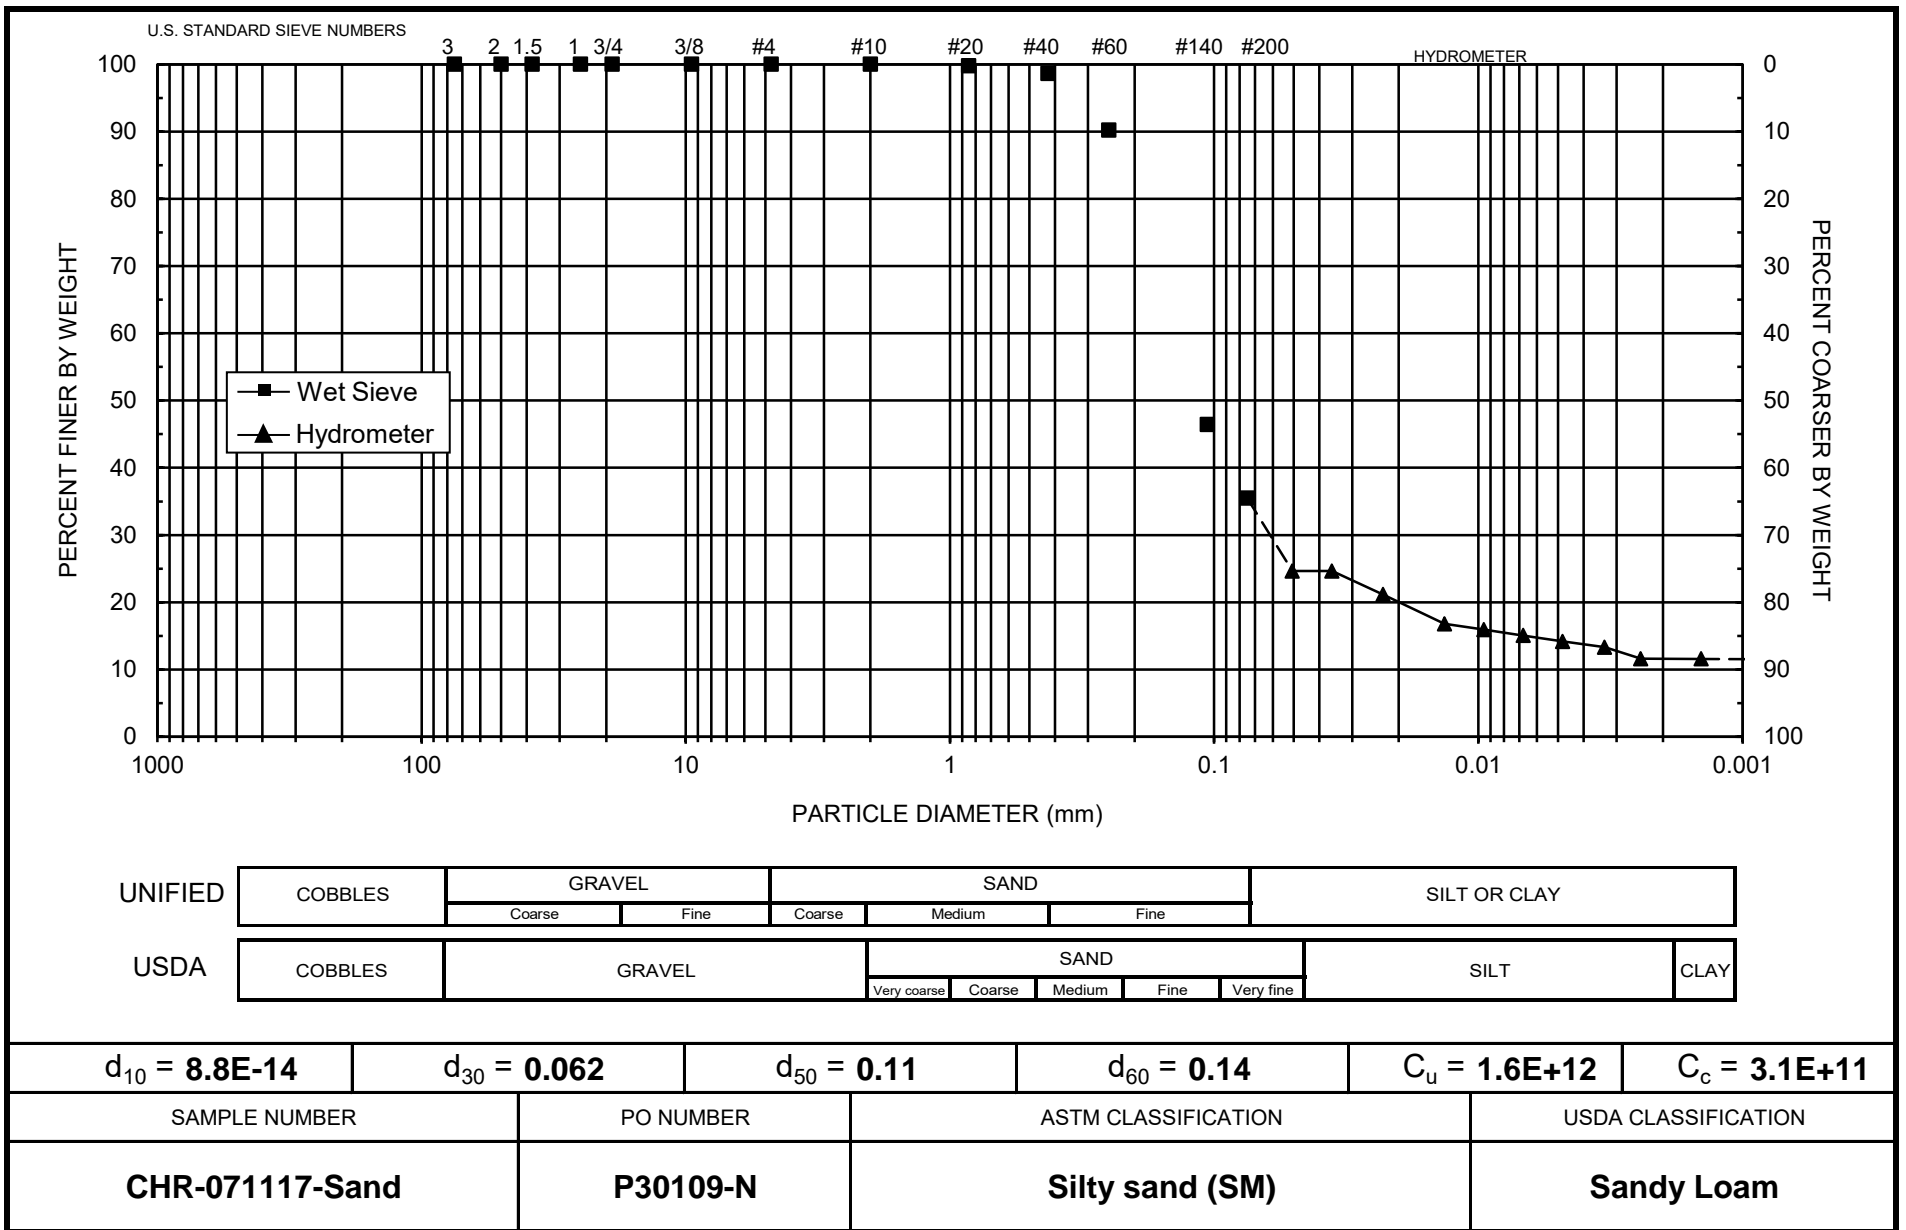 U.S. STANDARD SIEVE NUMBERS
3 2 1.5 1 3/4 3/8 #4 #10 #20 #40 #60 #140 #200
HYDROMETER
100 0
90 10
80 20
70 30
60 40
50 50
40 60
30 70
20 80
10 90
0 100
PERCENT FINER BY WEIGHT
PERCENT COARSER BY WEIGHT
Wet Sieve
Hydrometer
1000 100 10 1 0.1 0.01 0.001
PARTICLE DIAMETER (mm)
UNIFIED
COBBLES GRAVEL SAND SILT OR CLAY
Coarse Fine Coarse Medium Fine
USDA
COBBLES GRAVEL SAND SILT CLAY
Very coarse Coarse Medium Fine Very fine
d10 = 8.8E-14 d30 = 0.062 d50 = 0.11 d60 = 0.14 Cu = 1.6E+12 Cc = 3.1E+11
SAMPLE NUMBER PO NUMBER ASTM CLASSIFICATION USDA CLASSIFICATION
CHR-071117-Sand P30109-N Silty sand (SM) Sandy Loam